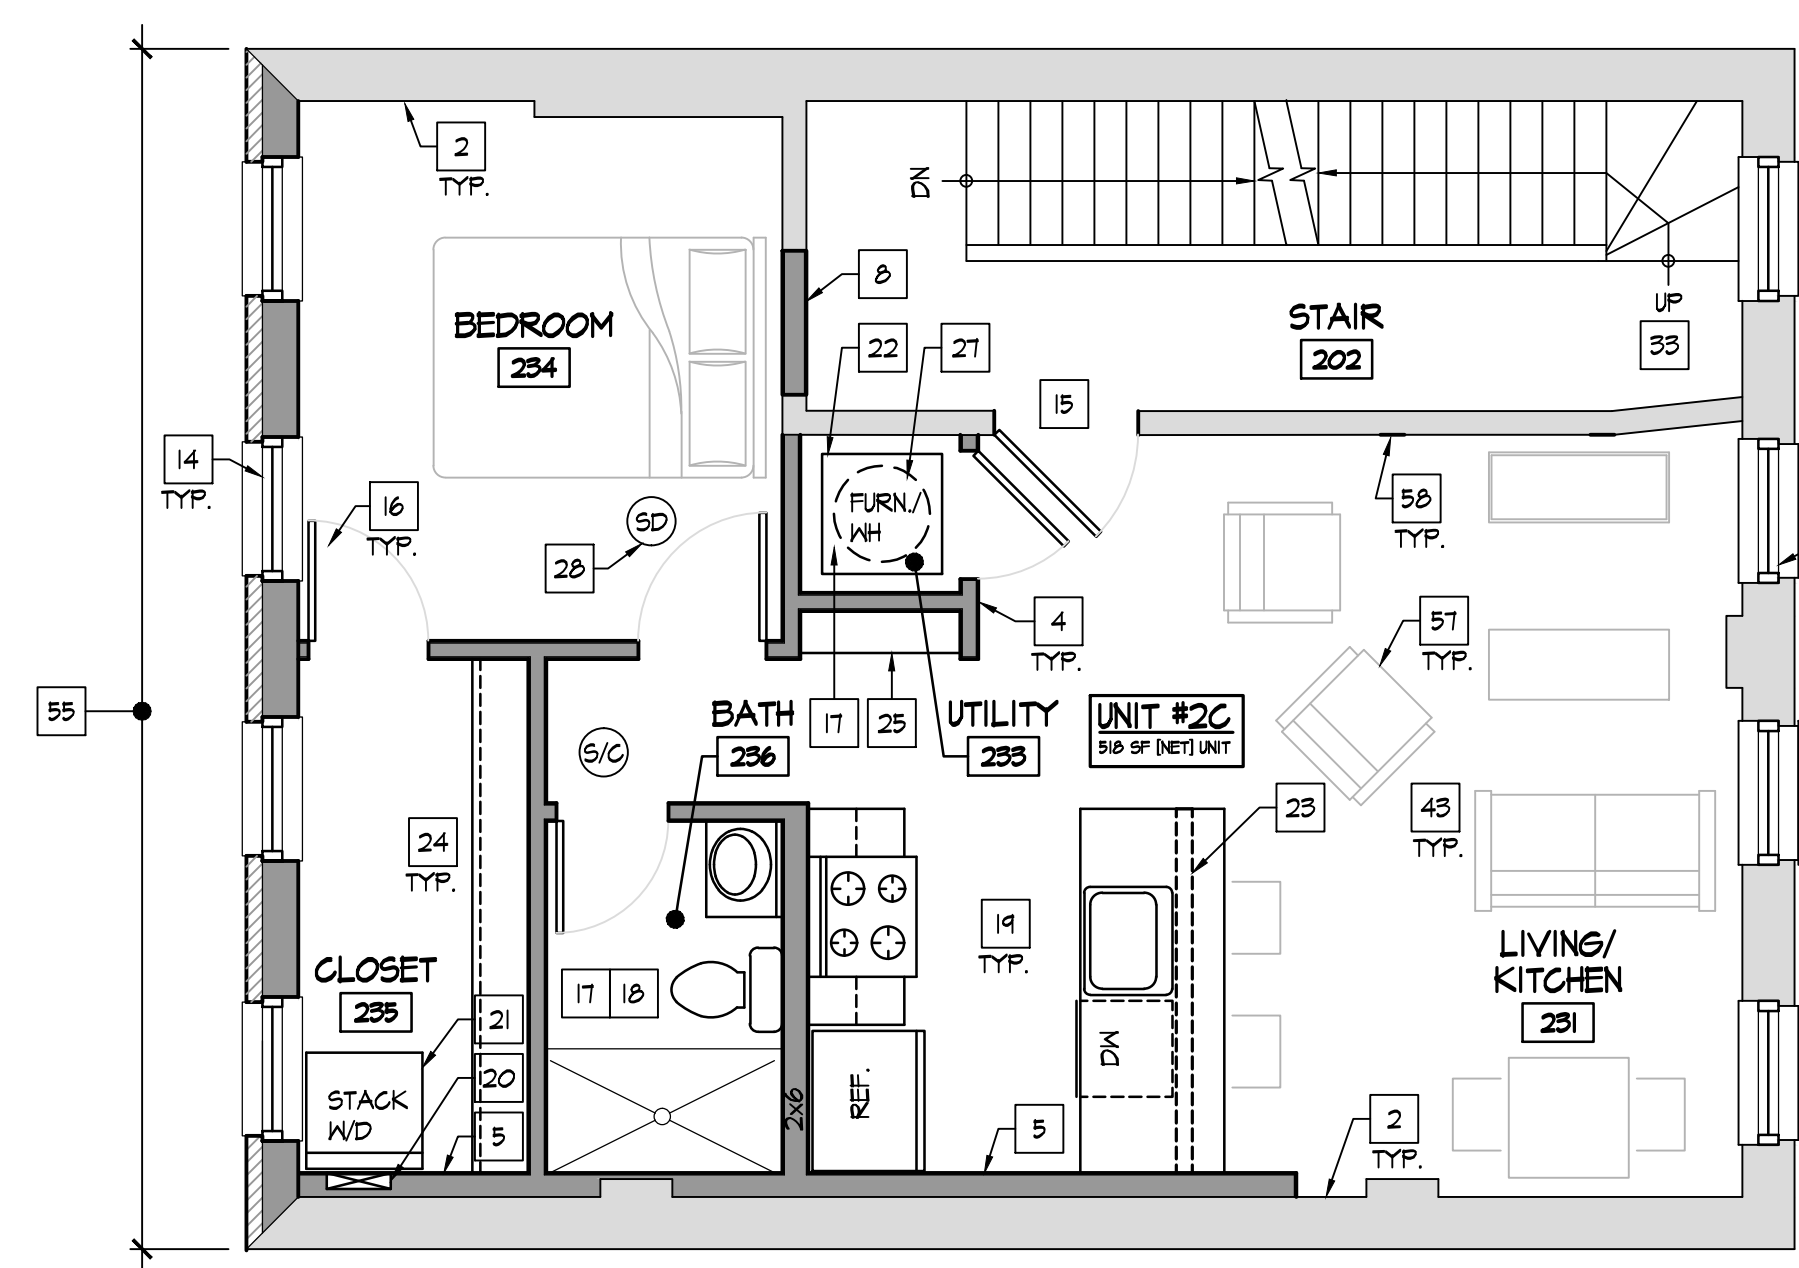 2
TYP.
DN
8
UP
33
BEDROOM
234
STAIR
202
22
27
15
14
TYP.
16
TYP.
SD
28
FURN./
WH
58
TYP.
4
TYP.
57
TYP.
55
BATH
236
17
25
UTILITY
233
UNIT #2C
518 SF [NET] UNIT
S/C
23
43
TYP.
24
TYP.
19
TYP.
LIVING/
KITCHEN
231
CLOSET
235
17 18
21
20
5
STACK
W/D
2x6
REF.
DW
5
2
TYP.